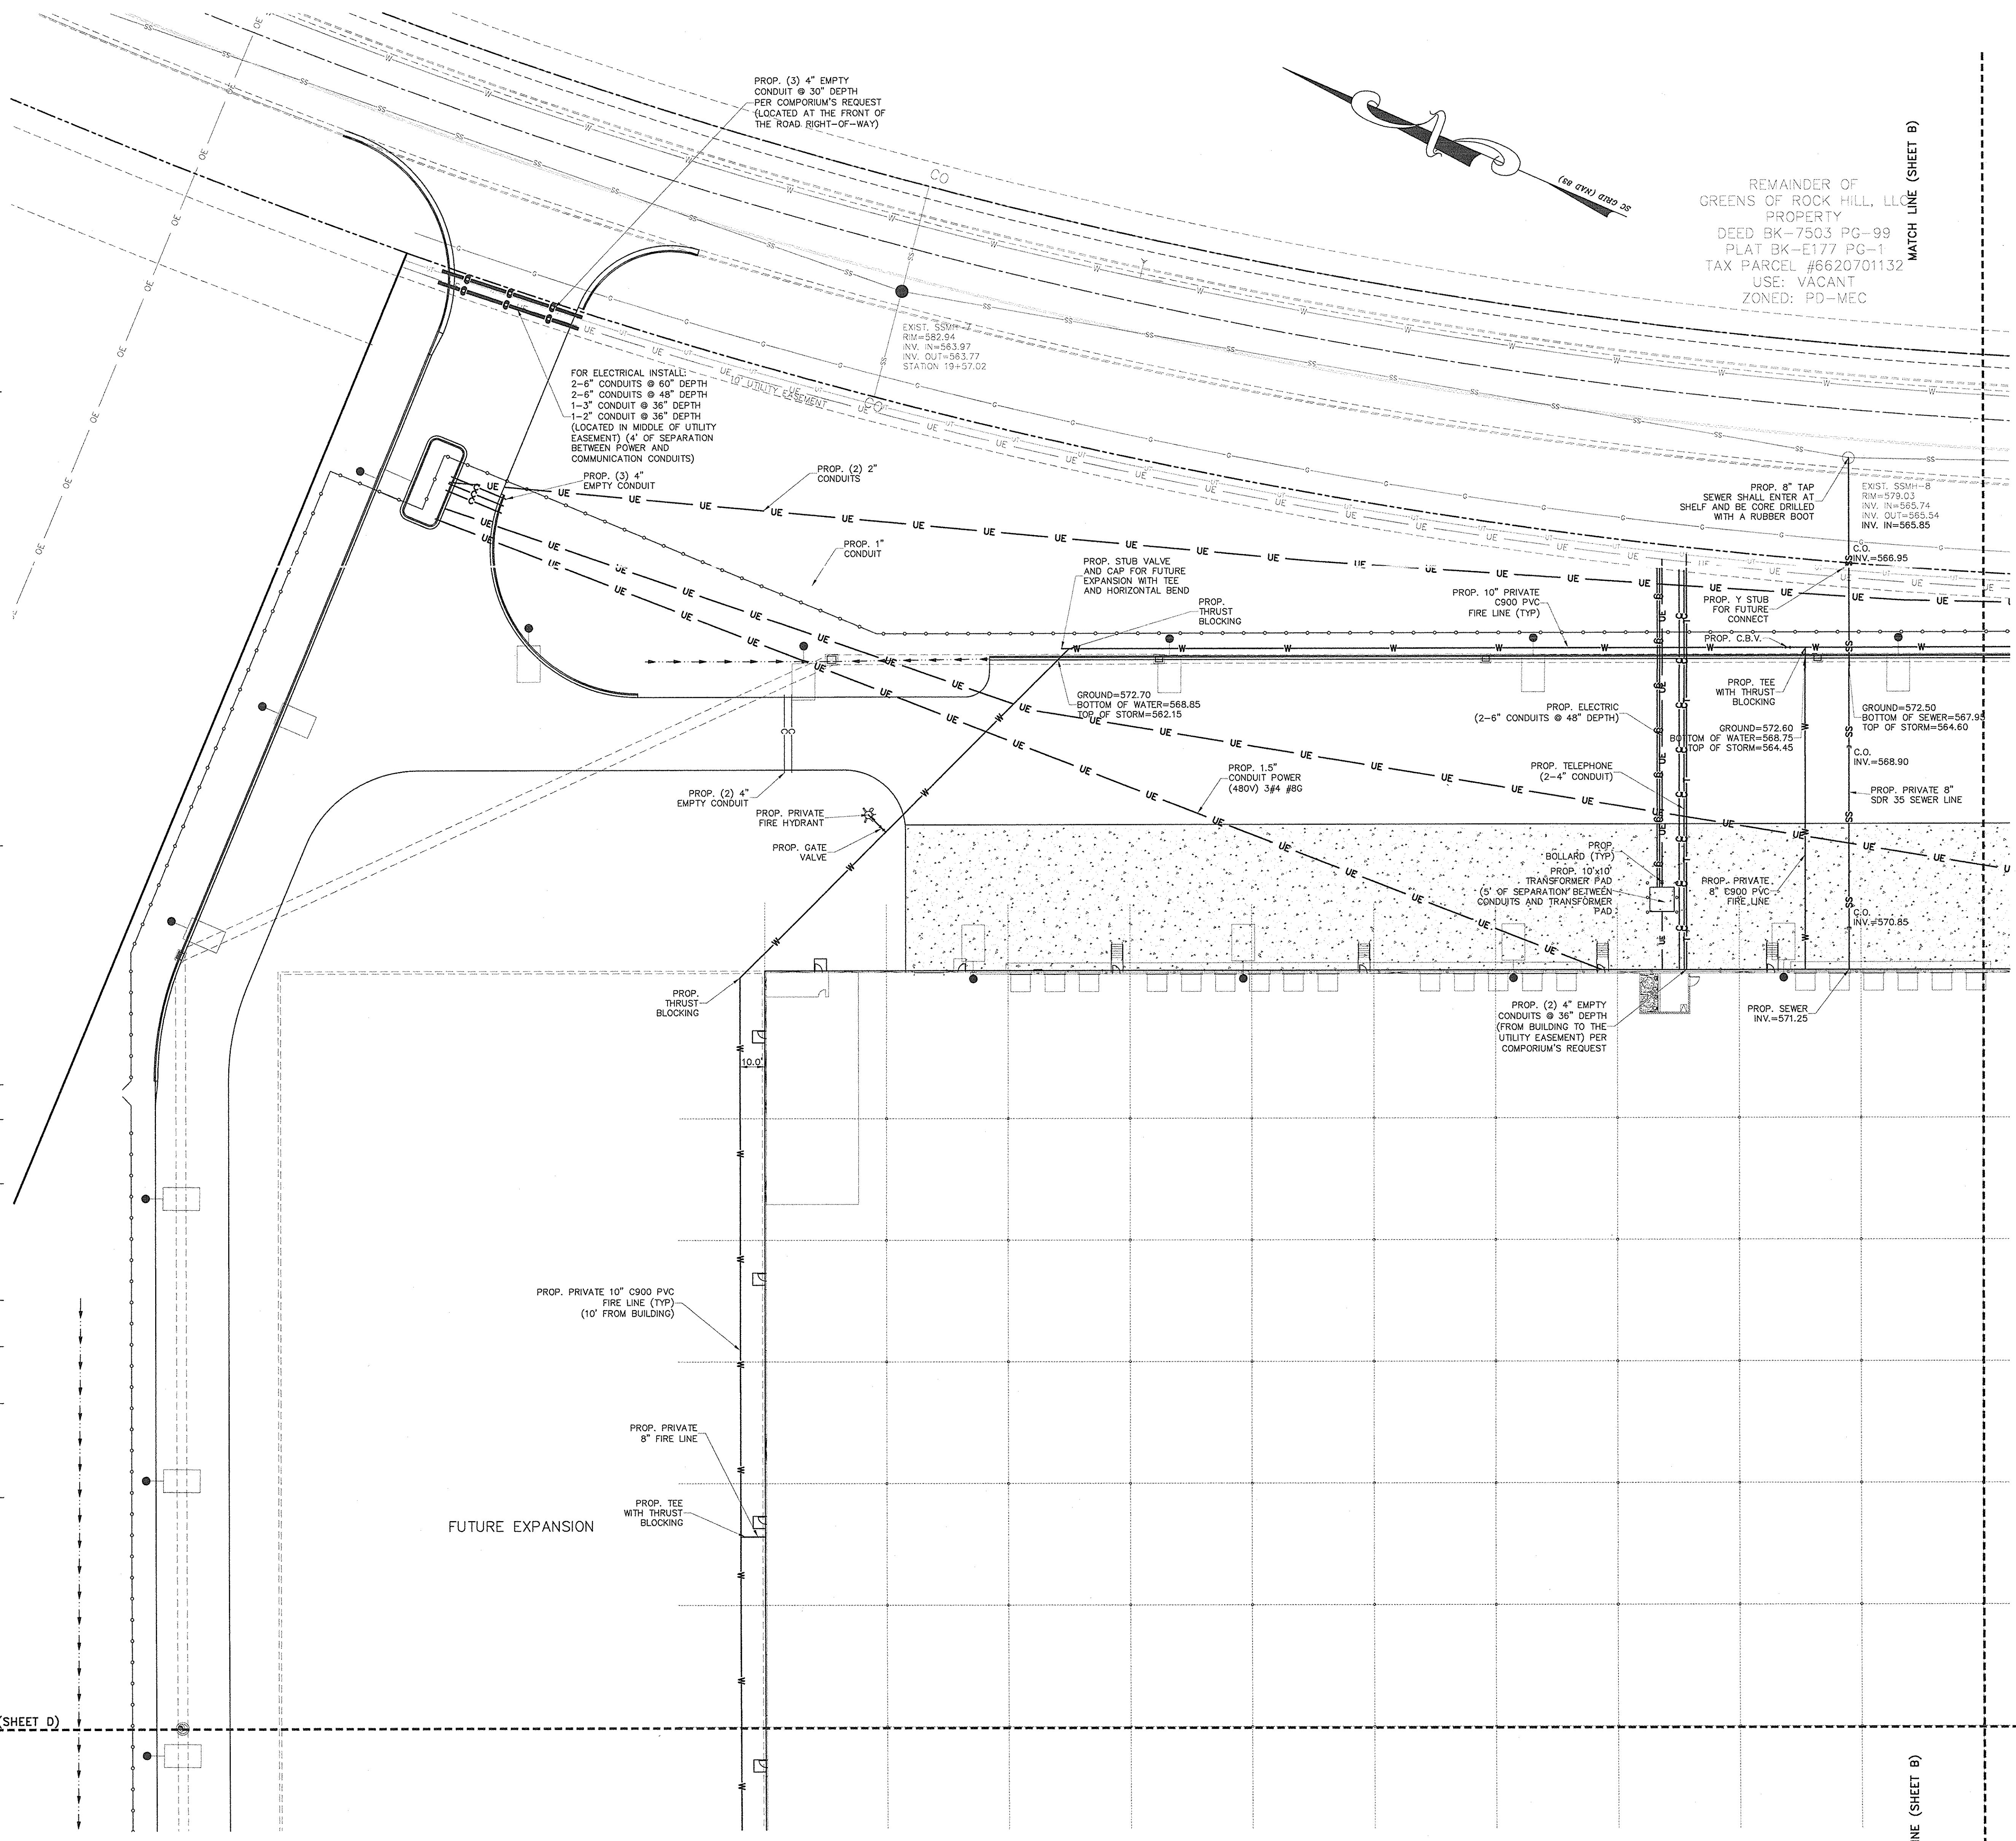 PROP. (3) 4" EMPTY
CONDUIT @ 30" DEPTH
PER COMPORIUM'S REQUEST
(LOCATED AT THE FRONT OF
THE ROAD RIGHT-OF-WAY)
SC GRID (NAD 83)
MATCH LINE (SHEET B)
REMAINDER OF
GREENS OF ROCK HILL, LLC
PROPERTY
DEED BK-7503 PG-99
PLAT BK-E177 PG-1
TAX PARCEL #6620701132
USE: VACANT
ZONED: PD-MEC
CO
EXIST. SSMH-7
RIM=582.94
INV. IN=563.97
INV. OUT=563.77
STATION 19+57.02
CO
10' UTILITY EASEMENT
FOR ELECTRICAL INSTALL:
2-6" CONDUITS @ 60" DEPTH
2-6" CONDUITS @ 48" DEPTH
1-3" CONDUIT @ 36" DEPTH
1-2" CONDUIT @ 36" DEPTH
(LOCATED IN MIDDLE OF UTILITY
EASEMENT) (4' OF SEPARATION
BETWEEN POWER AND
COMMUNICATION CONDUITS)
PROP. (3) 4"
EMPTY CONDUIT
PROP. (2) 2"
CONDUITS
PROP. 1"
CONDUIT
PROP. 8" TAP
SEWER SHALL ENTER AT
SHELF AND BE CORE DRILLED
WITH A RUBBER BOOT
EXIST. SSMH-8
RIM=579.03
INV. IN=565.74
INV. OUT=565.54
INV. IN=565.85
C.O.
INV.=566.95
PROP. STUB VALVE
AND CAP FOR FUTURE
EXPANSION WITH TEE
AND HORIZONTAL BEND
PROP.
THRUST
BLOCKING
PROP. 10" PRIVATE
C900 PVC
FIRE LINE (TYP)
PROP. Y STUB
FOR FUTURE
CONNECT
PROP. C.B.V.
PROP. TEE
WITH THRUST
BLOCKING
GROUND=572.70
BOTTOM OF WATER=568.85
TOP OF STORM=562.15
PROP. ELECTRIC
(2-6" CONDUITS @ 48" DEPTH)
GROUND=572.60
BOTTOM OF WATER=568.75
TOP OF STORM=564.45
GROUND=572.50
BOTTOM OF SEWER=567.95
TOP OF STORM=564.60
C.O.
INV.=568.90
PROP. TELEPHONE
(2-4" CONDUIT)
PROP. 1.5"
CONDUIT POWER
(480V) 3#4 #8G
PROP. PRIVATE 8"
SDR 35 SEWER LINE
PROP. (2) 4"
EMPTY CONDUIT
PROP. PRIVATE
FIRE HYDRANT
PROP. GATE
VALVE
PROP.
BOLLARD (TYP)
PROP. 10'x10'
TRANSFORMER PAD
(5' OF SEPARATION BETWEEN
CONDUITS AND TRANSFORMER
PAD
PROP. PRIVATE
8" C900 PVC
FIRE LINE
C.O.
INV.=570.85
PROP.
THRUST
BLOCKING
PROP. (2) 4" EMPTY
CONDUITS @ 36" DEPTH
(FROM BUILDING TO THE
UTILITY EASEMENT) PER
COMPORIUM'S REQUEST
PROP. SEWER
INV.=571.25
10.0'
PROP. PRIVATE 10" C900 PVC
FIRE LINE (TYP)
(10' FROM BUILDING)
PROP. PRIVATE
8" FIRE LINE
PROP. TEE
WITH THRUST
BLOCKING
FUTURE EXPANSION
(SHEET D)
INE (SHEET B)